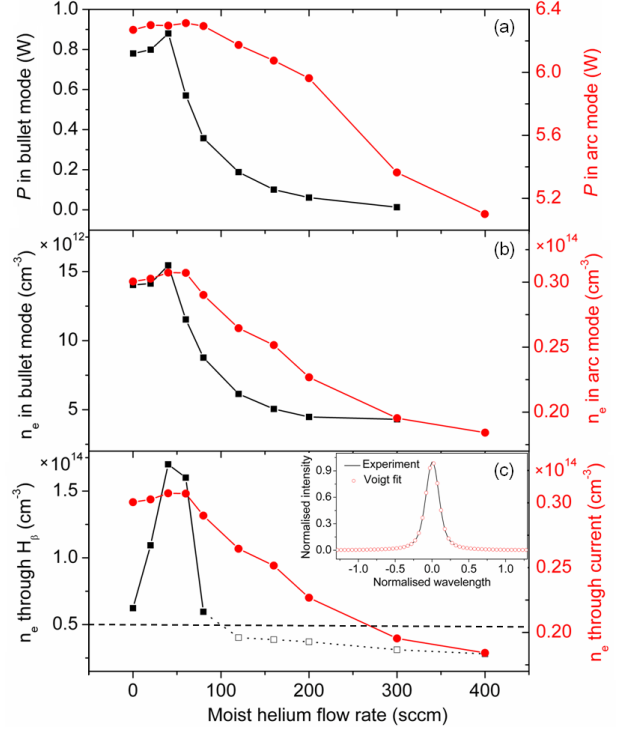 (a)
P in bullet mode (W)
1.0
0.8
0.6
0.4
0.2
0.0
6.4
6.0
5.6
5.2
P in arc mode (W)
(b)
× 10¹²
n_e in bullet mode (cm⁻³)
15
10
5
× 10¹⁴
0.30
0.25
0.20
n_e in arc mode (cm⁻³)
(c)
× 10¹⁴
n_e through H_β (cm⁻³)
1.5
1.0
0.5
Normalised intensity
0.9
0.6
0.3
0.0
Experiment
Voigt fit
-1.0 -0.5 0.0 0.5 1.0
Normalised wavelength
× 10¹⁴
0.30
0.25
0.20
n_e through current (cm⁻³)
0 100 200 300 400
Moist helium flow rate (sccm)